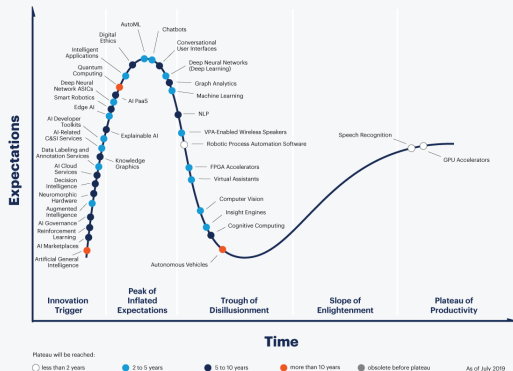 AutoML
Chatbots
Digital
Ethics
Conversational
User Interfaces
Intelligent
Applications
Deep Neural Networks
(Deep Learning)
Quantum
Computing
Graph Analytics
Deep Neural
Network ASICs
Machine Learning
Smart Robotics
AI PaaS
Edge AI
NLP
AI Developer
Toolkits
Explainable AI
VPA-Enabled Wireless Speakers
AI-Related
C&SI Services
Robotic Process Automation Software
Speech Recognition
Data Labeling and
Annotation Services
Knowledge
Graphics
GPU Accelerators
AI Cloud
Services
FPGA Accelerators
Decision
Intelligence
Virtual Assistants
Neuromorphic
Hardware
Computer Vision
Augmented
Intelligence
Insight Engines
AI Governance
Cognitive Computing
Reinforcement
Learning
AI Marketplaces
Autonomous Vehicles
Artificial General
Intelligence
Expectations
Innovation
Trigger
Peak of
Inflated
Expectations
Trough of
Disillusionment
Slope of
Enlightenment
Plateau of
Productivity
Time
Plateau will be reached:
less than 2 years
2 to 5 years
5 to 10 years
more than 10 years
obsolete before plateau
As of July 2019